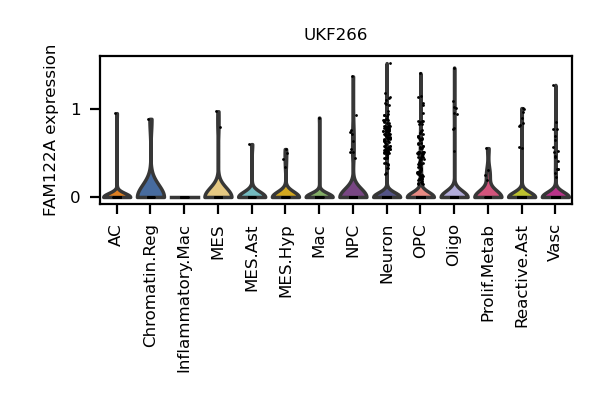 UKF266
FAM122A expression
1
0
AC
Chromatin.Reg
Inflammatory.Mac
MES
MES.Ast
MES.Hyp
Mac
NPC
Neuron
OPC
Oligo
Prolif.Metab
Reactive.Ast
Vasc